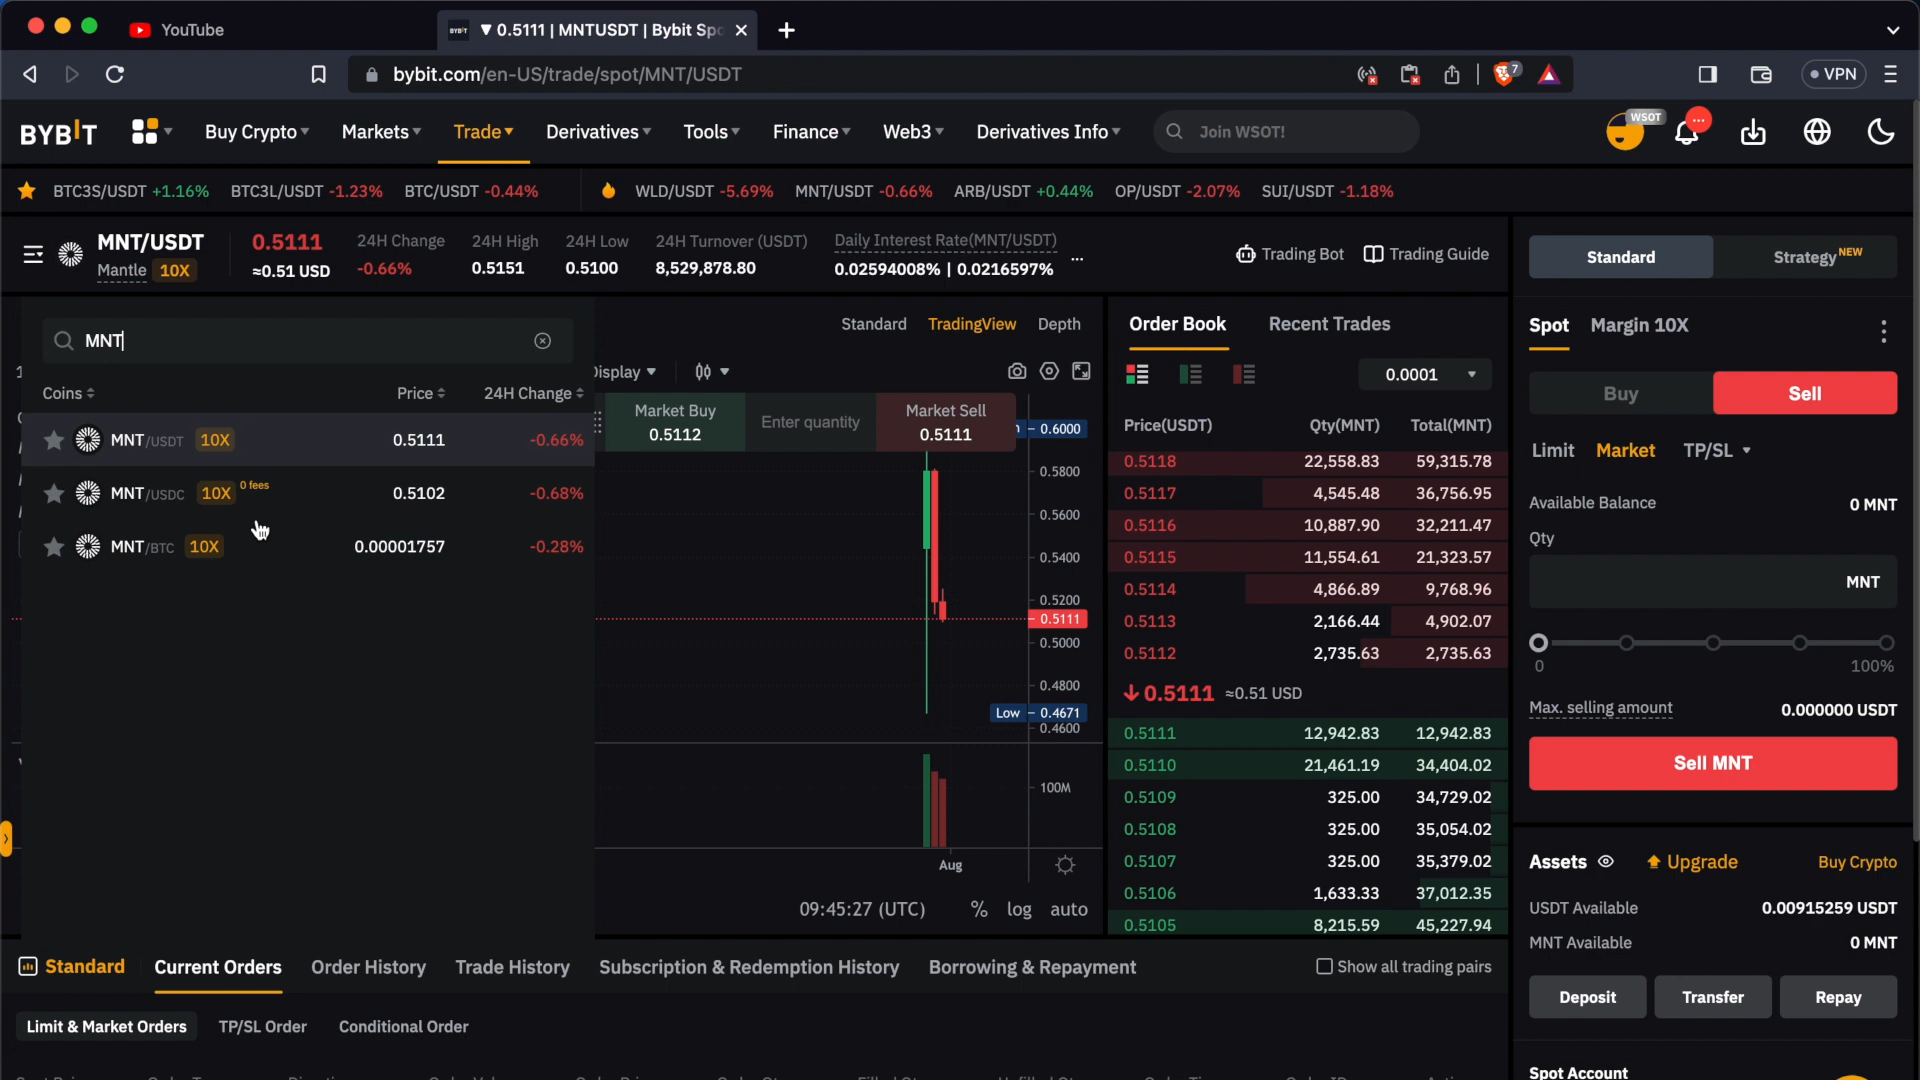 YouTube
BYBIT ▼ 0.5111 | MNTUSDT | Bybit Spo
bybit.com/en-US/trade/spot/MNT/USDT
7
VPN
BYBIT Buy Crypto Markets Trade Derivatives Tools Finance Web3 Derivatives Info Join WSOT! WSOT
BTC3S/USDT +1.16% BTC3L/USDT -1.23% BTC/USDT -0.44% WLD/USDT -5.69% MNT/USDT -0.66% ARB/USDT +0.44% OP/USDT -2.07% SUI/USDT -1.18%
MNT/USDT
Mantle 10X
0.5111
≈0.51 USD
24H Change
-0.66%
24H High
0.5151
24H Low
0.5100
24H Turnover (USDT)
8,529,878.80
Daily Interest Rate(MNT/USDT)
0.02594008% | 0.0216597%
...
Trading Bot
Trading Guide
MNT
Coins Price 24H Change
MNT/USDT 10X 0.5111 -0.66%
MNT/USDC 10X 0 fees 0.5102 -0.68%
MNT/BTC 10X 0.00001757 -0.28%
Standard TradingView Depth
Display
Market Buy
0.5112
Enter quantity
Market Sell
0.5111
0.6000
0.5800
0.5600
0.5400
0.5200
0.5111
0.5000
0.4800
Low 0.4671
0.4600
100M
Aug
09:45:27 (UTC) % log auto
Order Book Recent Trades
0.0001
Price(USDT) Qty(MNT) Total(MNT)
0.5118 22,558.83 59,315.78
0.5117 4,545.48 36,756.95
0.5116 10,887.90 32,211.47
0.5115 11,554.61 21,323.57
0.5114 4,866.89 9,768.96
0.5113 2,166.44 4,902.07
0.5112 2,735.63 2,735.63
0.5111 ≈0.51 USD
0.5111 12,942.83 12,942.83
0.5110 21,461.19 34,404.02
0.5109 325.00 34,729.02
0.5108 325.00 35,054.02
0.5107 325.00 35,379.02
0.5106 1,633.33 37,012.35
0.5105 8,215.59 45,227.94
Standard Strategy NEW
Spot Margin 10X
Buy Sell
Limit Market TP/SL
Available Balance 0 MNT
Qty
MNT
0 100%
Max. selling amount 0.000000 USDT
Sell MNT
Assets Upgrade Buy Crypto
USDT Available 0.00915259 USDT
MNT Available 0 MNT
Deposit Transfer Repay
Spot Account
Standard Current Orders Order History Trade History Subscription & Redemption History Borrowing & Repayment Show all trading pairs
Limit & Market Orders TP/SL Order Conditional Order